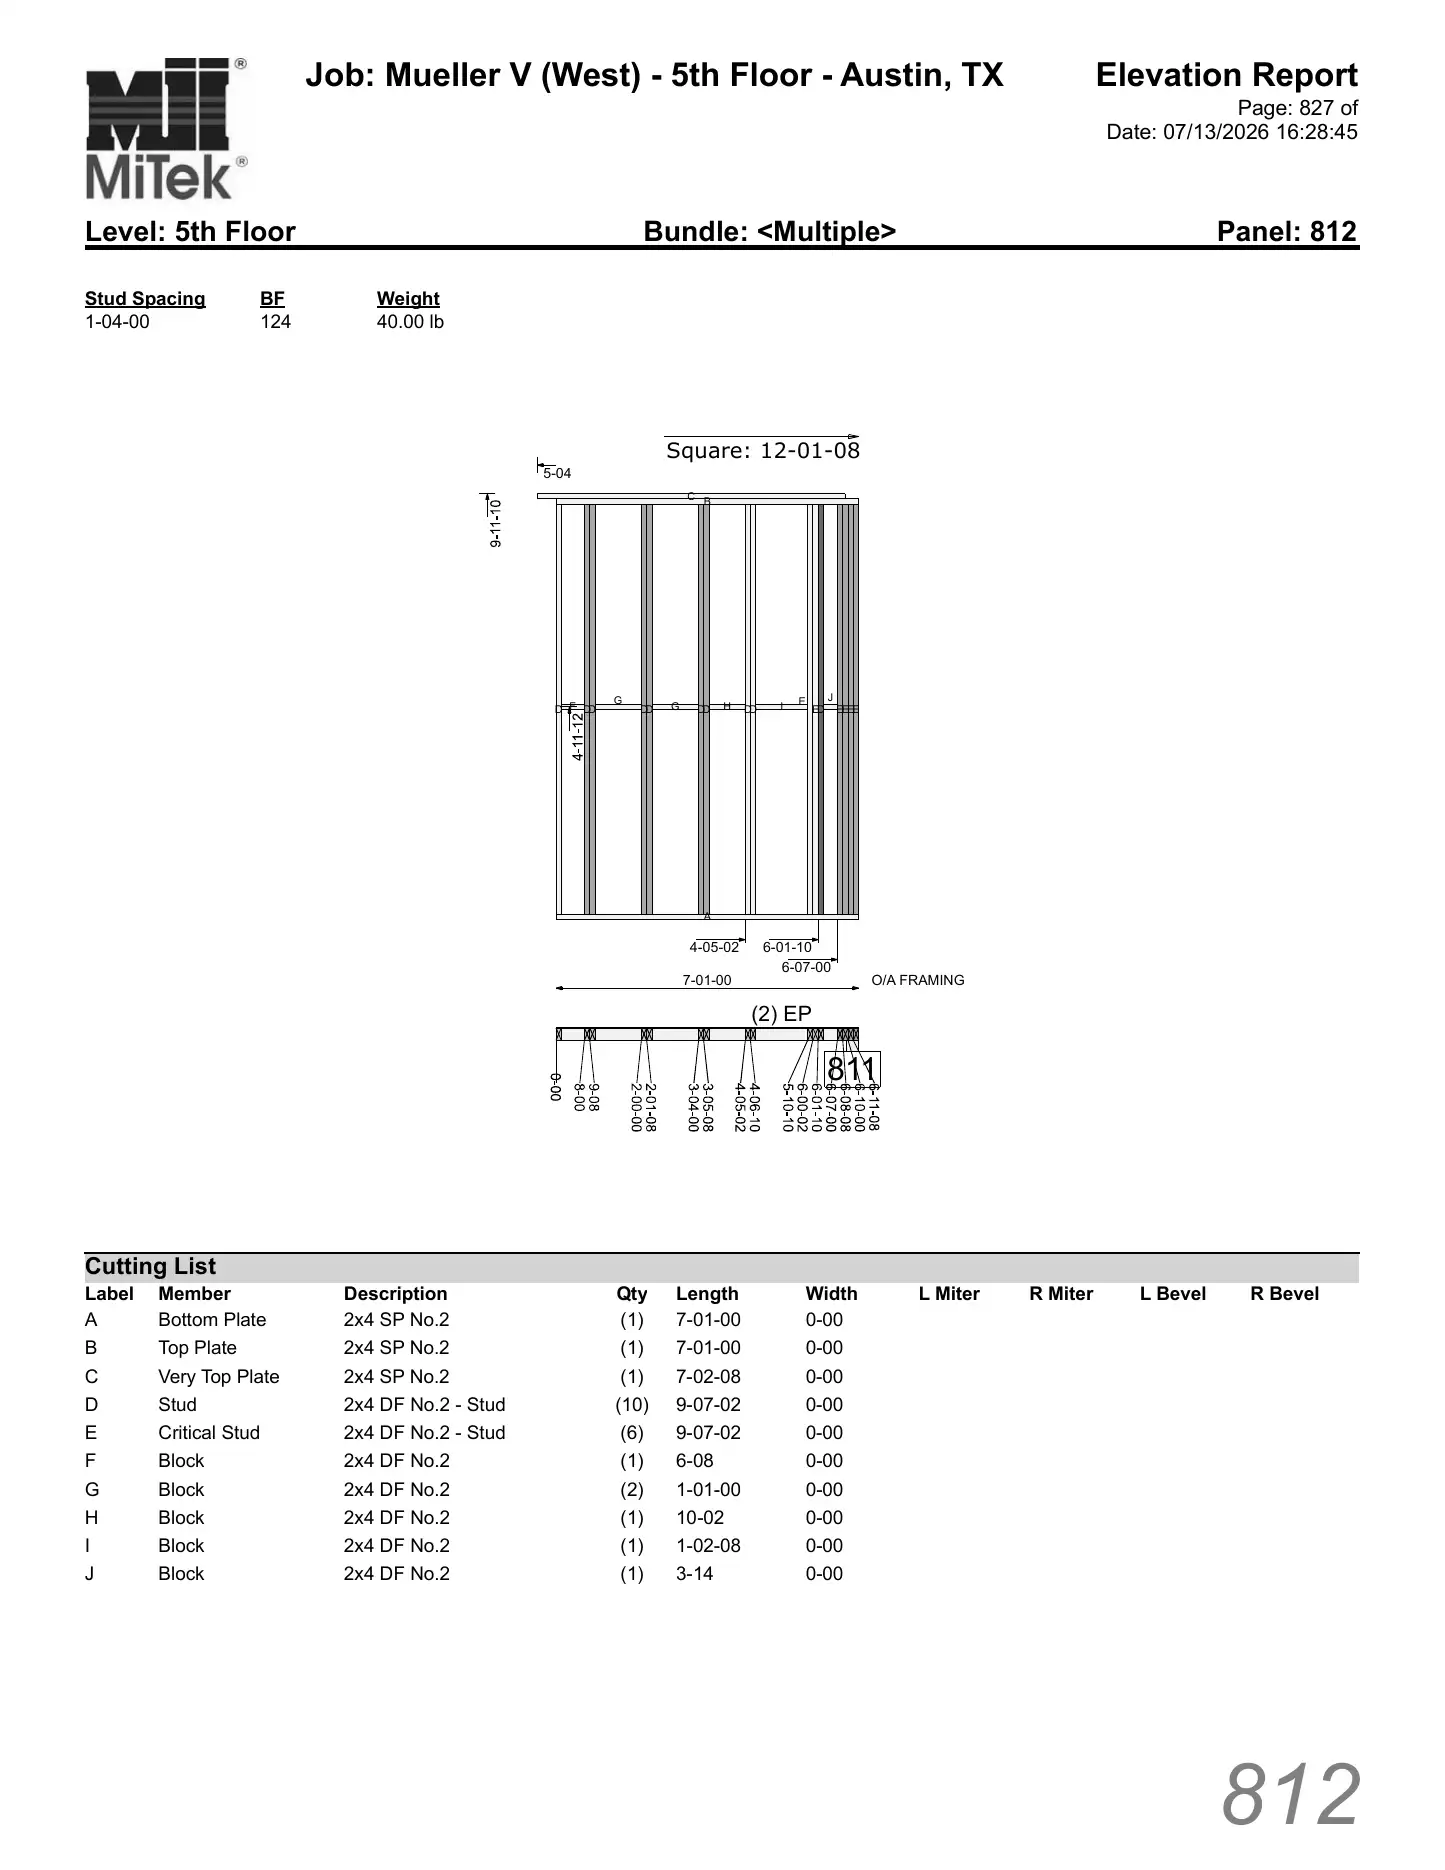 MiTek®
Job: Mueller V (West) - 5th Floor - Austin, TX
Elevation Report
Page: 827 of
Date: 07/13/2026 16:28:45
Level: 5th Floor Bundle: <Multiple> Panel: 812
Stud Spacing BF Weight
1-04-00 124 40.00 lb
Square: 12-01-08
5-04
9-11-10
C
B
F G G H I E J
4-11-12
A
4-05-02 6-01-10
6-07-00
7-01-00 O/A FRAMING
(2) EP
811
0-00 8-00 9-08 2-00-00 2-01-08 3-04-00 3-05-08 4-05-02 4-06-10 5-10-10 6-00-02 6-01-10 6-07-00 6-08-08 6-10-00 6-11-08
Cutting List
Label Member Description Qty Length Width L Miter R Miter L Bevel R Bevel
A Bottom Plate 2x4 SP No.2 (1) 7-01-00 0-00
B Top Plate 2x4 SP No.2 (1) 7-01-00 0-00
C Very Top Plate 2x4 SP No.2 (1) 7-02-08 0-00
D Stud 2x4 DF No.2 - Stud (10) 9-07-02 0-00
E Critical Stud 2x4 DF No.2 - Stud (6) 9-07-02 0-00
F Block 2x4 DF No.2 (1) 6-08 0-00
G Block 2x4 DF No.2 (2) 1-01-00 0-00
H Block 2x4 DF No.2 (1) 10-02 0-00
I Block 2x4 DF No.2 (1) 1-02-08 0-00
J Block 2x4 DF No.2 (1) 3-14 0-00
812